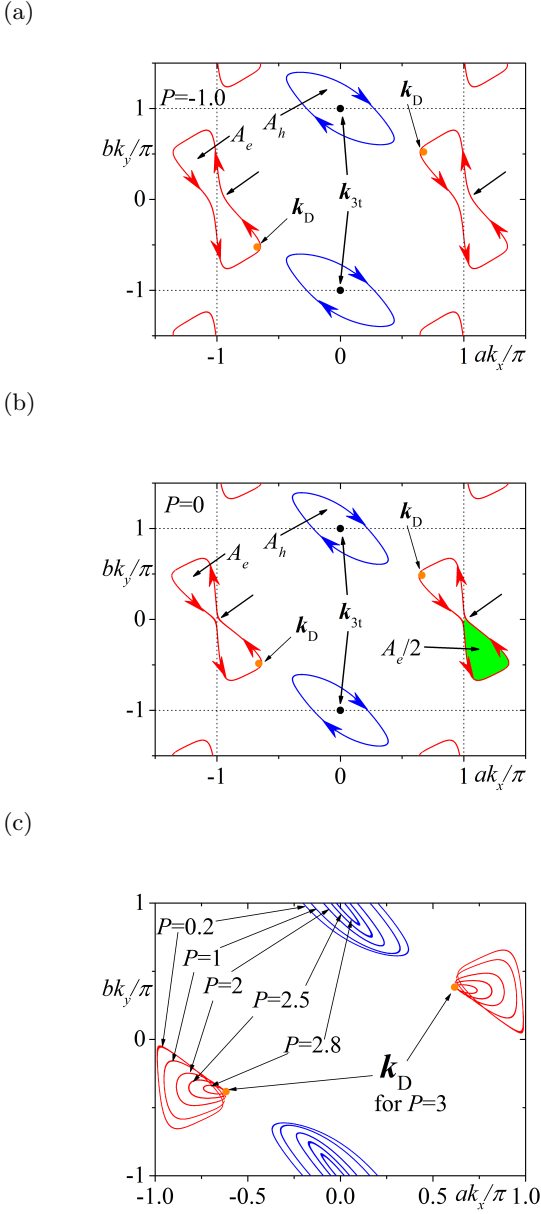 (a)
P=-1.0
A_e
A_h
k_D
k_D
k_3t
bk_y/π
1
0
-1
-1
0
1
ak_x/π
(b)
P=0
A_e
A_h
k_D
k_D
k_3t
A_e/2
bk_y/π
1
0
-1
-1
0
1
ak_x/π
(c)
P=0.2
P=1
P=2
P=2.5
P=2.8
k_D
for P=3
bk_y/π
1
0
-1
-1.0
-0.5
0.0
0.5
ak_x/π
1.0